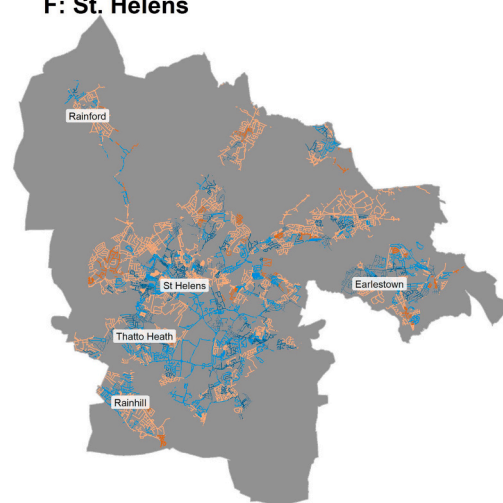 F: St. Helens
Rainford
St Helens
Earlestown
Thatto Heath
Rainhill